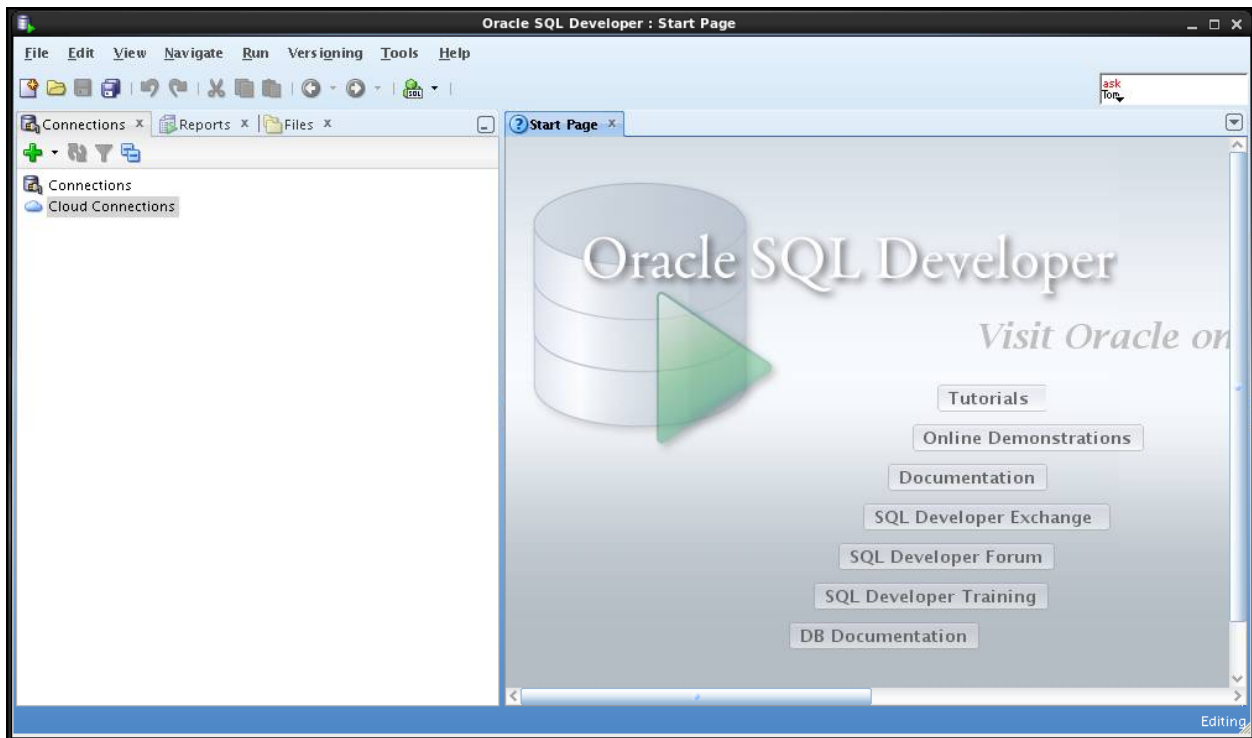 Oracle SQL Developer : Start Page
File Edit View Navigate Run Versioning Tools Help
SQL
ask
Tom
Connections x Reports x Files x
Start Page x
Connections
Cloud Connections
Oracle SQL Developer
Visit Oracle on
Tutorials
Online Demonstrations
Documentation
SQL Developer Exchange
SQL Developer Forum
SQL Developer Training
DB Documentation
Editing